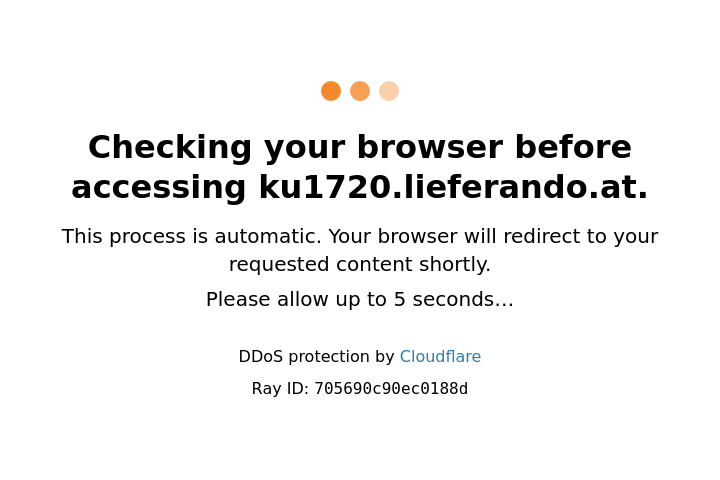 Checking your browser before
accessing ku1720.lieferando.at.
This process is automatic. Your browser will redirect to your
requested content shortly.
Please allow up to 5 seconds…
DDoS protection by Cloudflare
Ray ID: 705690c90ec0188d